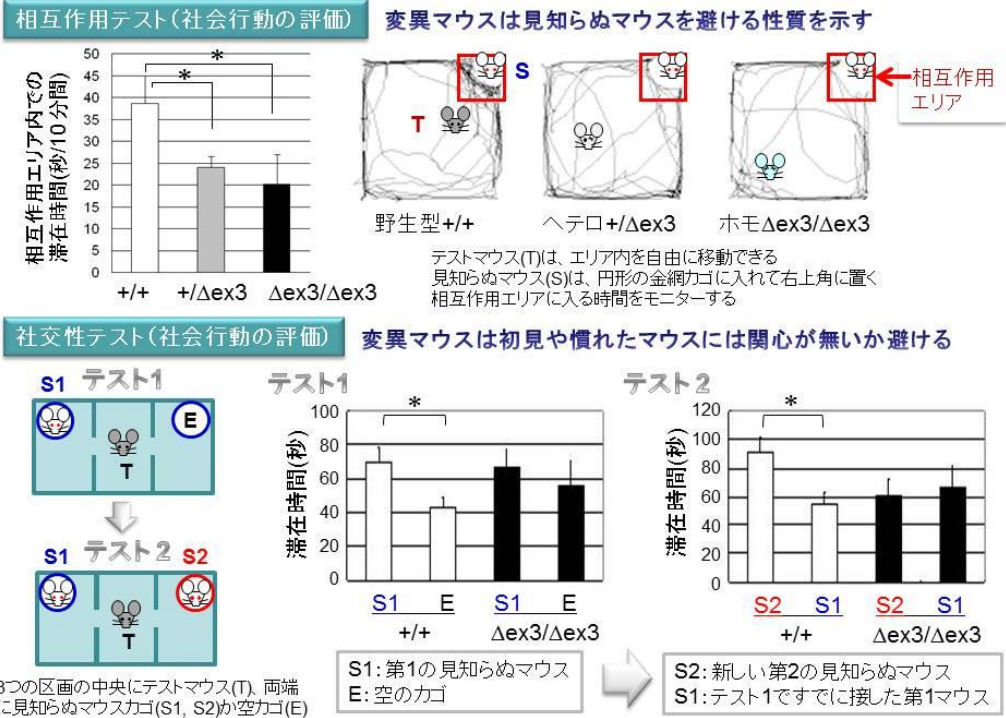 相互作用テスト(社会行動の評価)
変異マウスは見知らぬマウスを避ける性質を示す
相互作用エリア内での
滞在時間(秒/10分間)
50
45
40
35
30
25
20
15
10
5
0
*
*
+/+
+/Δex3
Δex3/Δex3
S
T
相互作用
エリア
野生型+/+
ヘテロ+/Δex3
ホモΔex3/Δex3
テストマウス(T)は、エリア内を自由に移動できる
見知らぬマウス(S)は、円形の金網カゴに入れて右上角に置く
相互作用エリアに入る時間をモニターする
社交性テスト(社会行動の評価)
変異マウスは初見や慣れたマウスには関心が無いか避ける
テスト1
S1
E
T
テスト2
S1
S2
T
3つの区画の中央にテストマウス(T)、両端
に見知らぬマウスカゴ(S1, S2)か空カゴ(E)
テスト1
滞在時間(秒)
100
80
60
40
20
0
*
S1 E S1 E
+/+ Δex3/Δex3
S1:第1の見知らぬマウス
E:空のカゴ
テスト2
滞在時間(秒)
120
100
80
60
40
20
0
*
S2 S1 S2 S1
+/+ Δex3/Δex3
S2:新しい第2の見知らぬマウス
S1:テスト1ですでに接した第1マウス